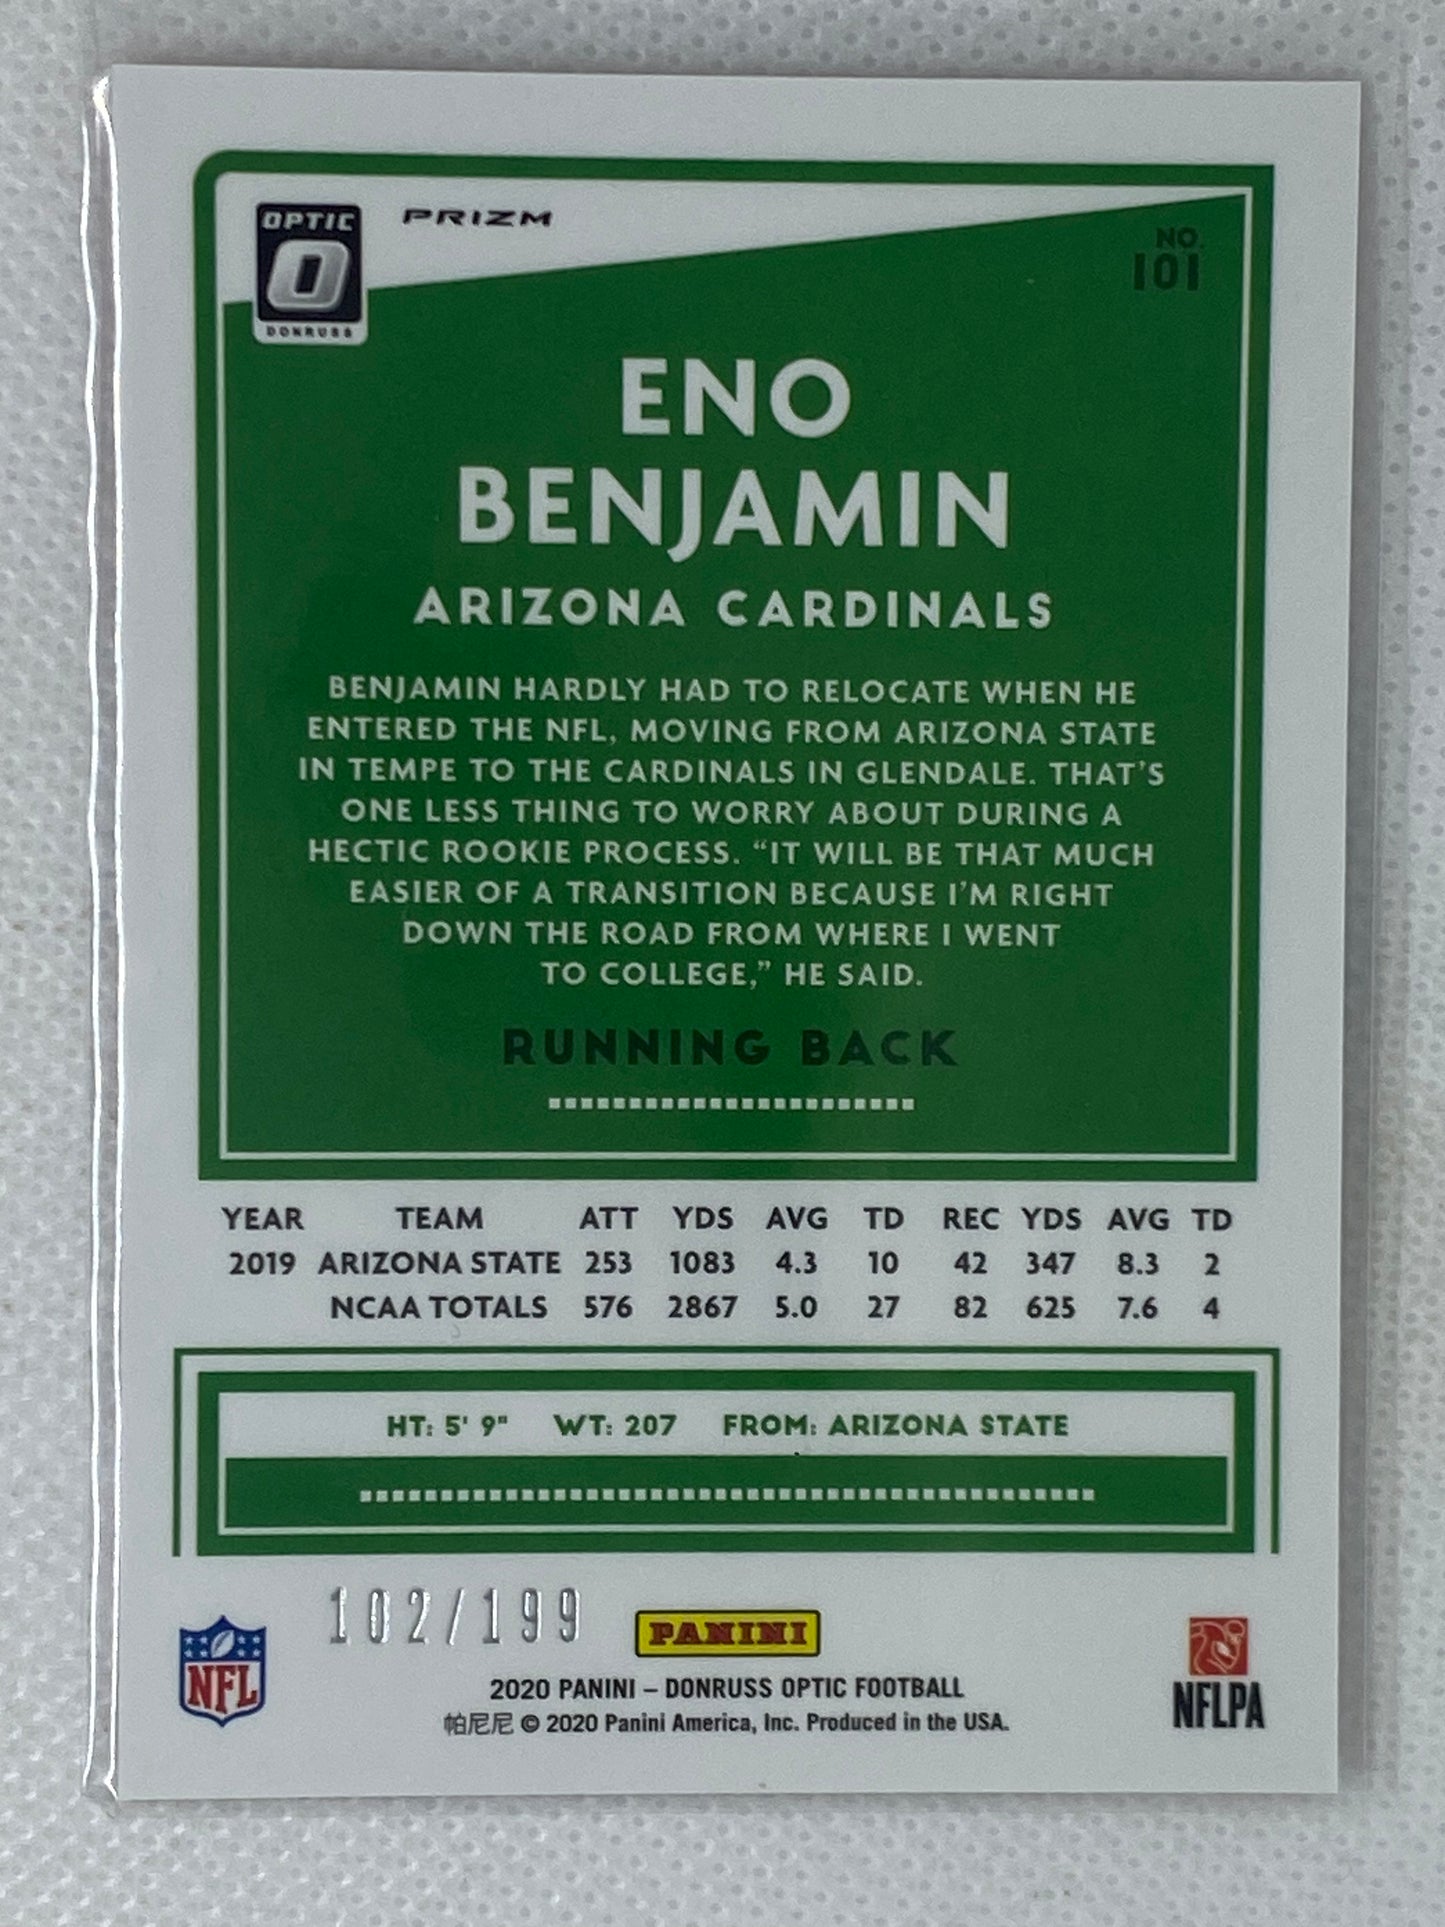 OPTIC
DONRUSS
PRIZM
NO.
101
ENO
BENJAMIN
ARIZONA CARDINALS
BENJAMIN HARDLY HAD TO RELOCATE WHEN HE
ENTERED THE NFL, MOVING FROM ARIZONA STATE
IN TEMPE TO THE CARDINALS IN GLENDALE. THAT'S
ONE LESS THING TO WORRY ABOUT DURING A
HECTIC ROOKIE PROCESS. “IT WILL BE THAT MUCH
EASIER OF A TRANSITION BECAUSE I'M RIGHT
DOWN THE ROAD FROM WHERE I WENT
TO COLLEGE,” HE SAID.
RUNNING BACK
YEAR TEAM ATT YDS AVG TD REC YDS AVG TD
2019 ARIZONA STATE 253 1083 4.3 10 42 347 8.3 2
NCAA TOTALS 576 2867 5.0 27 82 625 7.6 4
HT: 5' 9" WT: 207 FROM: ARIZONA STATE
102/199
PANINI
NFL
NFLPA
2020 PANINI – DONRUSS OPTIC FOOTBALL
帕尼尼 © 2020 Panini America, Inc. Produced in the USA.